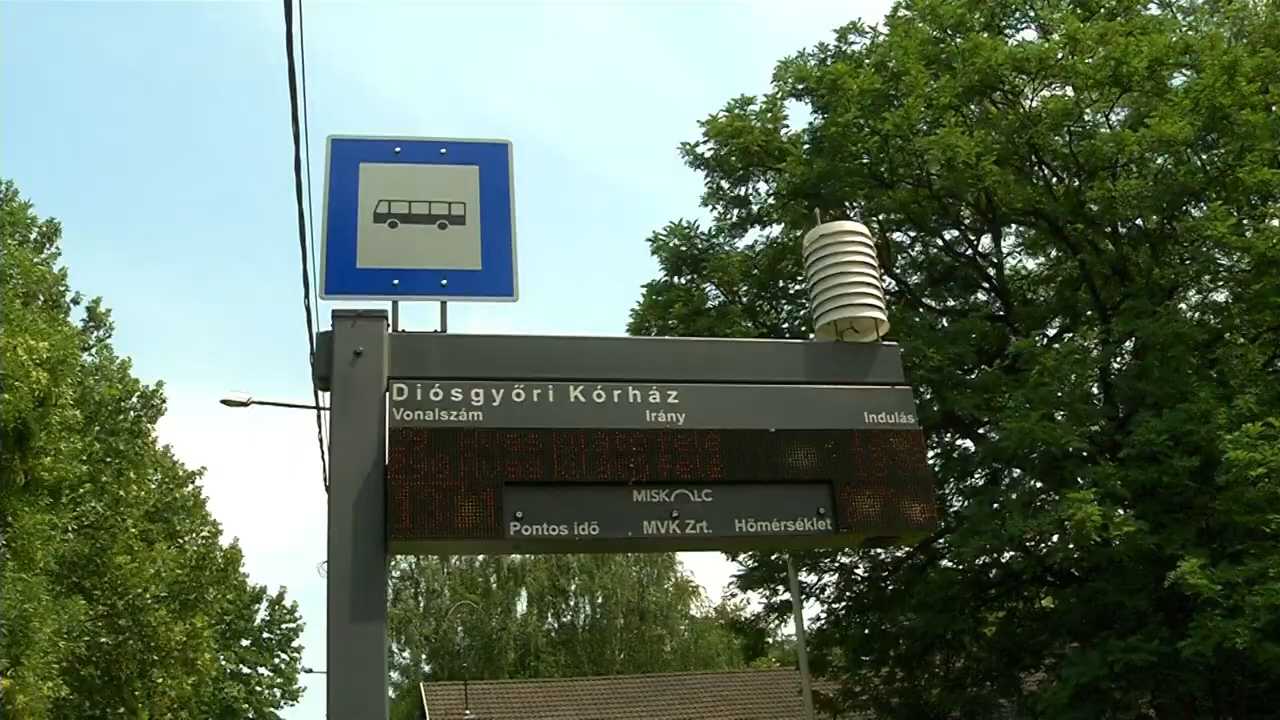 Diósgyőri Kórház
Vonalszám Irány Indulás
MISKOLC
Pontos idő MVK Zrt. Hőmérséklet